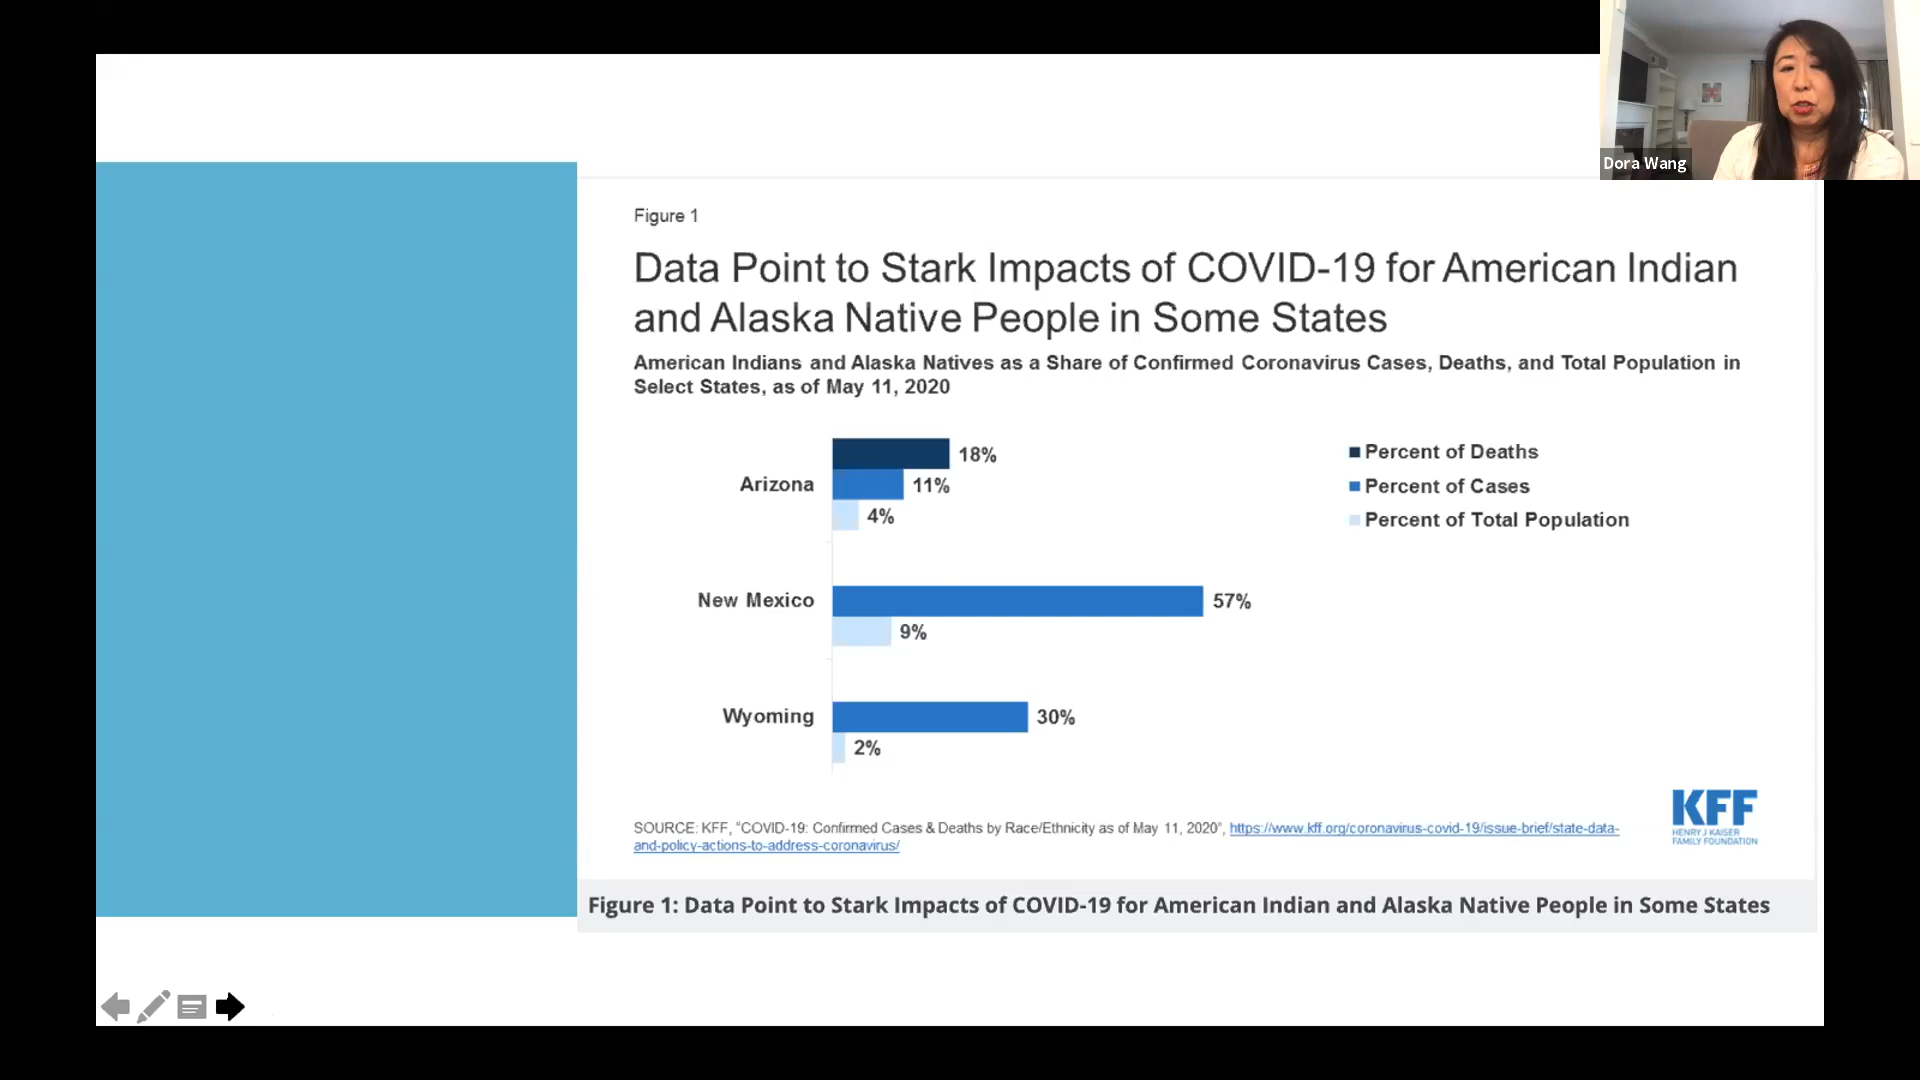 Dora Wang
Figure 1
Data Point to Stark Impacts of COVID-19 for American Indian
and Alaska Native People in Some States
American Indians and Alaska Natives as a Share of Confirmed Coronavirus Cases, Deaths, and Total Population in
Select States, as of May 11, 2020
Percent of Deaths
Percent of Cases
Percent of Total Population
Arizona
18%
11%
4%
New Mexico
57%
9%
Wyoming
30%
2%
SOURCE: KFF, "COVID-19: Confirmed Cases & Deaths by Race/Ethnicity as of May 11, 2020", https://www.kff.org/coronavirus-covid-19/issue-brief/state-data-
and-policy-actions-to-address-coronavirus/
KFF
HENRY J KAISER
FAMILY FOUNDATION
Figure 1: Data Point to Stark Impacts of COVID-19 for American Indian and Alaska Native People in Some States